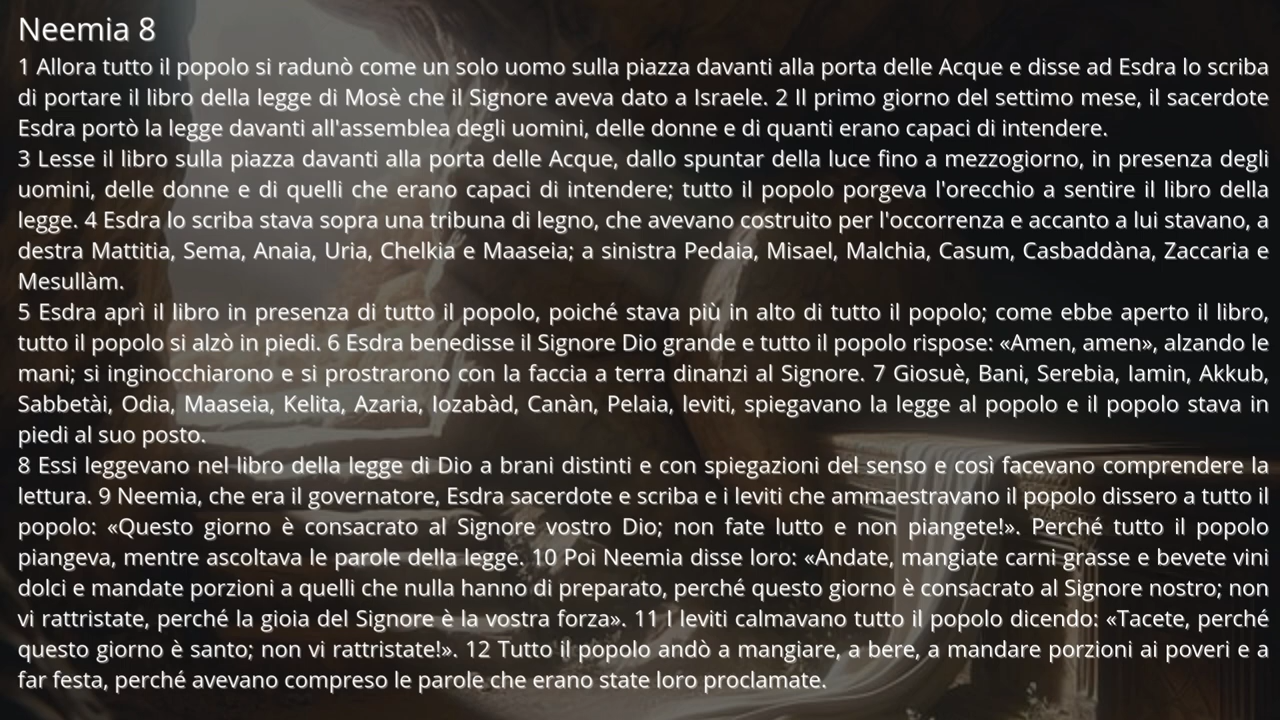 Neemia 8
1 Allora tutto il popolo si radunò come un solo uomo sulla piazza davanti alla porta delle Acque e disse ad Esdra lo scriba
di portare il libro della legge di Mosè che il Signore aveva dato a Israele. 2 Il primo giorno del settimo mese, il sacerdote
Esdra portò la legge davanti all'assemblea degli uomini, delle donne e di quanti erano capaci di intendere.
3 Lesse il libro sulla piazza davanti alla porta delle Acque, dallo spuntar della luce fino a mezzogiorno, in presenza degli
uomini, delle donne e di quelli che erano capaci di intendere; tutto il popolo porgeva l'orecchio a sentire il libro della
legge. 4 Esdra lo scriba stava sopra una tribuna di legno, che avevano costruito per l'occorrenza e accanto a lui stavano, a
destra Mattitia, Sema, Anaia, Uria, Chelkia e Maaseia; a sinistra Pedaia, Misael, Malchia, Casum, Casbaddàna, Zaccaria e
Mesullàm.
5 Esdra aprì il libro in presenza di tutto il popolo, poiché stava più in alto di tutto il popolo; come ebbe aperto il libro,
tutto il popolo si alzò in piedi. 6 Esdra benedisse il Signore Dio grande e tutto il popolo rispose: «Amen, amen», alzando le
mani; si inginocchiarono e si prostrarono con la faccia a terra dinanzi al Signore. 7 Giosuè, Bani, Serebia, Iamin, Akkub,
Sabbetài, Odia, Maaseia, Kelita, Azaria, Iozabàd, Canàn, Pelaia, leviti, spiegavano la legge al popolo e il popolo stava in
piedi al suo posto.
8 Essi leggevano nel libro della legge di Dio a brani distinti e con spiegazioni del senso e così facevano comprendere la
lettura. 9 Neemia, che era il governatore, Esdra sacerdote e scriba e i leviti che ammaestravano il popolo dissero a tutto il
popolo: «Questo giorno è consacrato al Signore vostro Dio; non fate lutto e non piangete!». Perché tutto il popolo
piangeva, mentre ascoltava le parole della legge. 10 Poi Neemia disse loro: «Andate, mangiate carni grasse e bevete vini
dolci e mandate porzioni a quelli che nulla hanno di preparato, perché questo giorno è consacrato al Signore nostro; non
vi rattristate, perché la gioia del Signore è la vostra forza». 11 I leviti calmavano tutto il popolo dicendo: «Tacete, perché
questo giorno è santo; non vi rattristate!». 12 Tutto il popolo andò a mangiare, a bere, a mandare porzioni ai poveri e a
far festa, perché avevano compreso le parole che erano state loro proclamate.